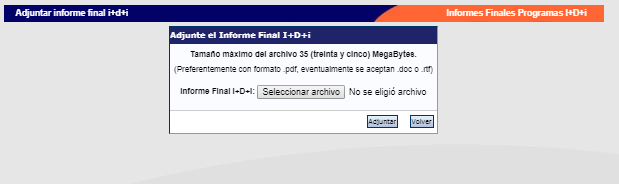 Adjuntar informe final i+d+i
Informes Finales Programas I+D+i
Adjunte el Informe Final I+D+i
Tamaño máximo del archivo 35 (treinta y cinco) MegaBytes.
(Preferentemente con formato .pdf, eventualmente se aceptan .doc o .rtf)
Informe Final I+D+I: Seleccionar archivo No se eligió archivo
Adjuntar Volver